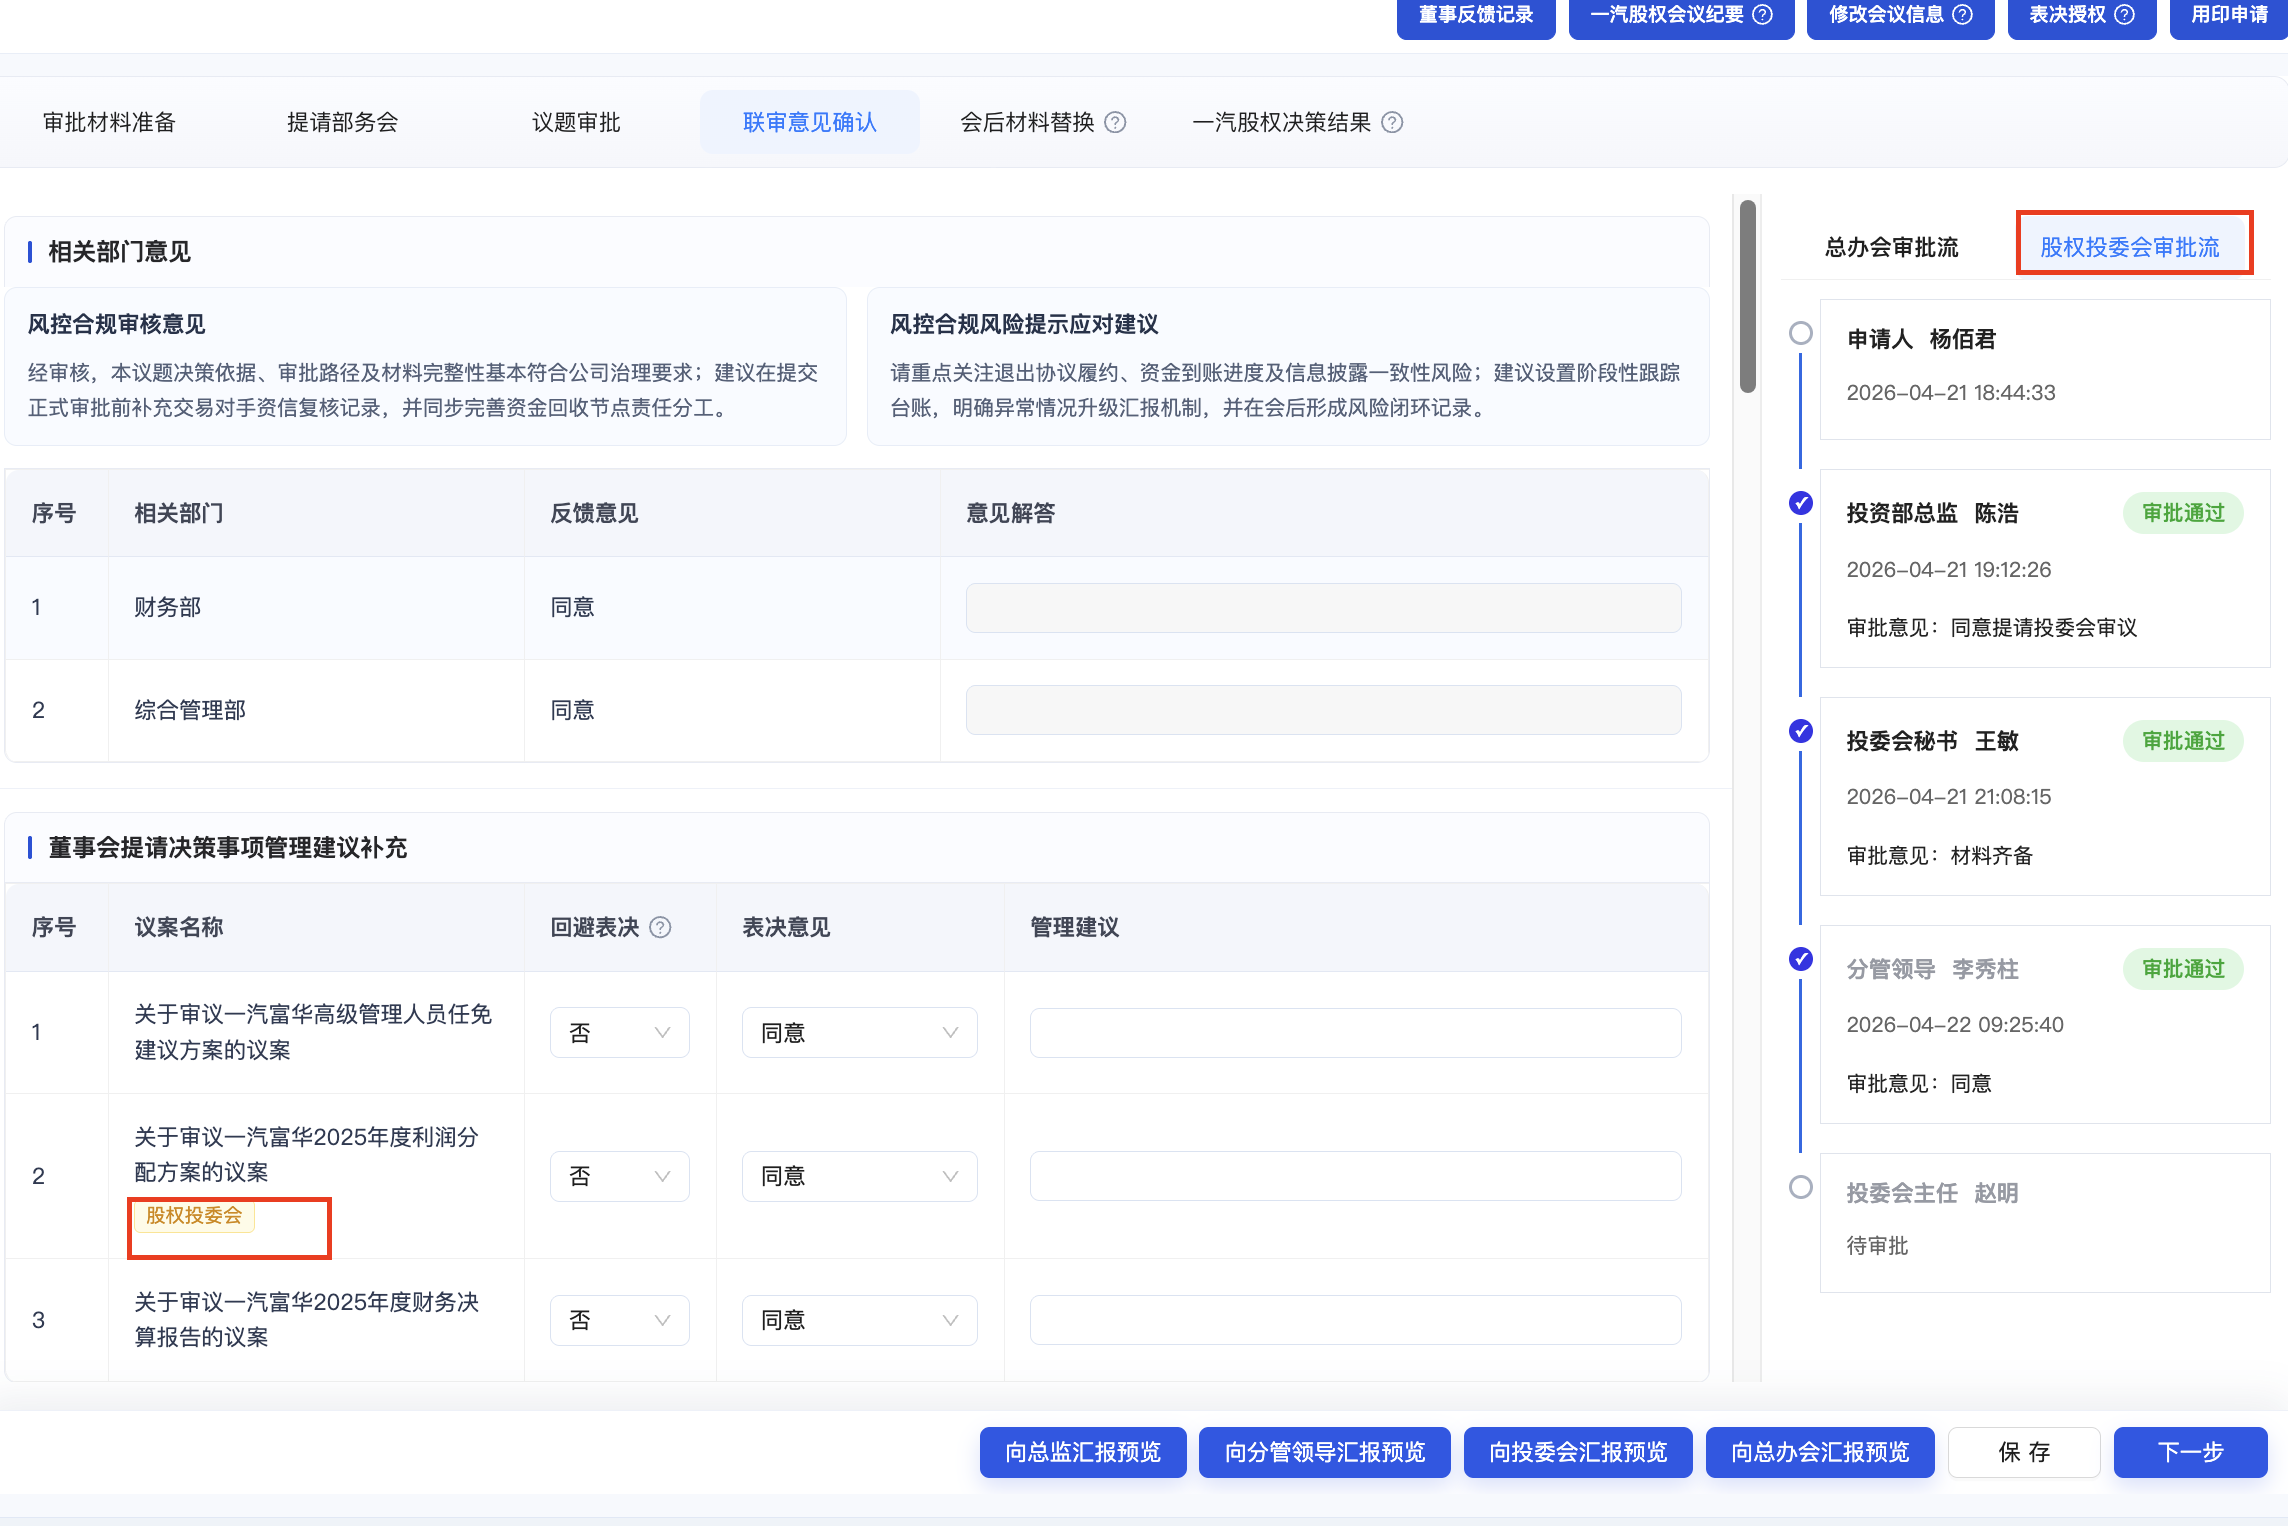 董事反馈记录
一汽股权会议纪要 ?
修改会议信息 ?
表决授权 ?
用印申请
审批材料准备
提请部务会
议题审批
联审意见确认
会后材料替换 ?
一汽股权决策结果 ?
相关部门意见
风控合规审核意见
经审核，本议题决策依据、审批路径及材料完整性基本符合公司治理要求；建议在提交
正式审批前补充交易对手资信复核记录，并同步完善资金回收节点责任分工。
风控合规风险提示应对建议
请重点关注退出协议履约、资金到账进度及信息披露一致性风险；建议设置阶段性跟踪
台账，明确异常情况升级汇报机制，并在会后形成风险闭环记录。
序号 相关部门 反馈意见 意见解答
1 财务部 同意
2 综合管理部 同意
董事会提请决策事项管理建议补充
序号 议案名称 回避表决 ? 表决意见 管理建议
1 关于审议一汽富华高级管理人员任免 否 同意
建议方案的议案
2 关于审议一汽富华2025年度利润分 否 同意
配方案的议案
股权投委会
3 关于审议一汽富华2025年度财务决 否 同意
算报告的议案
总办会审批流
股权投委会审批流
申请人 杨佰君
2026-04-21 18:44:33
投资部总监 陈浩 审批通过
2026-04-21 19:12:26
审批意见：同意提请投委会审议
投委会秘书 王敏 审批通过
2026-04-21 21:08:15
审批意见：材料齐备
分管领导 李秀柱 审批通过
2026-04-22 09:25:40
审批意见：同意
投委会主任 赵明
待审批
向总监汇报预览
向分管领导汇报预览
向投委会汇报预览
向总办会汇报预览
保 存
下一步